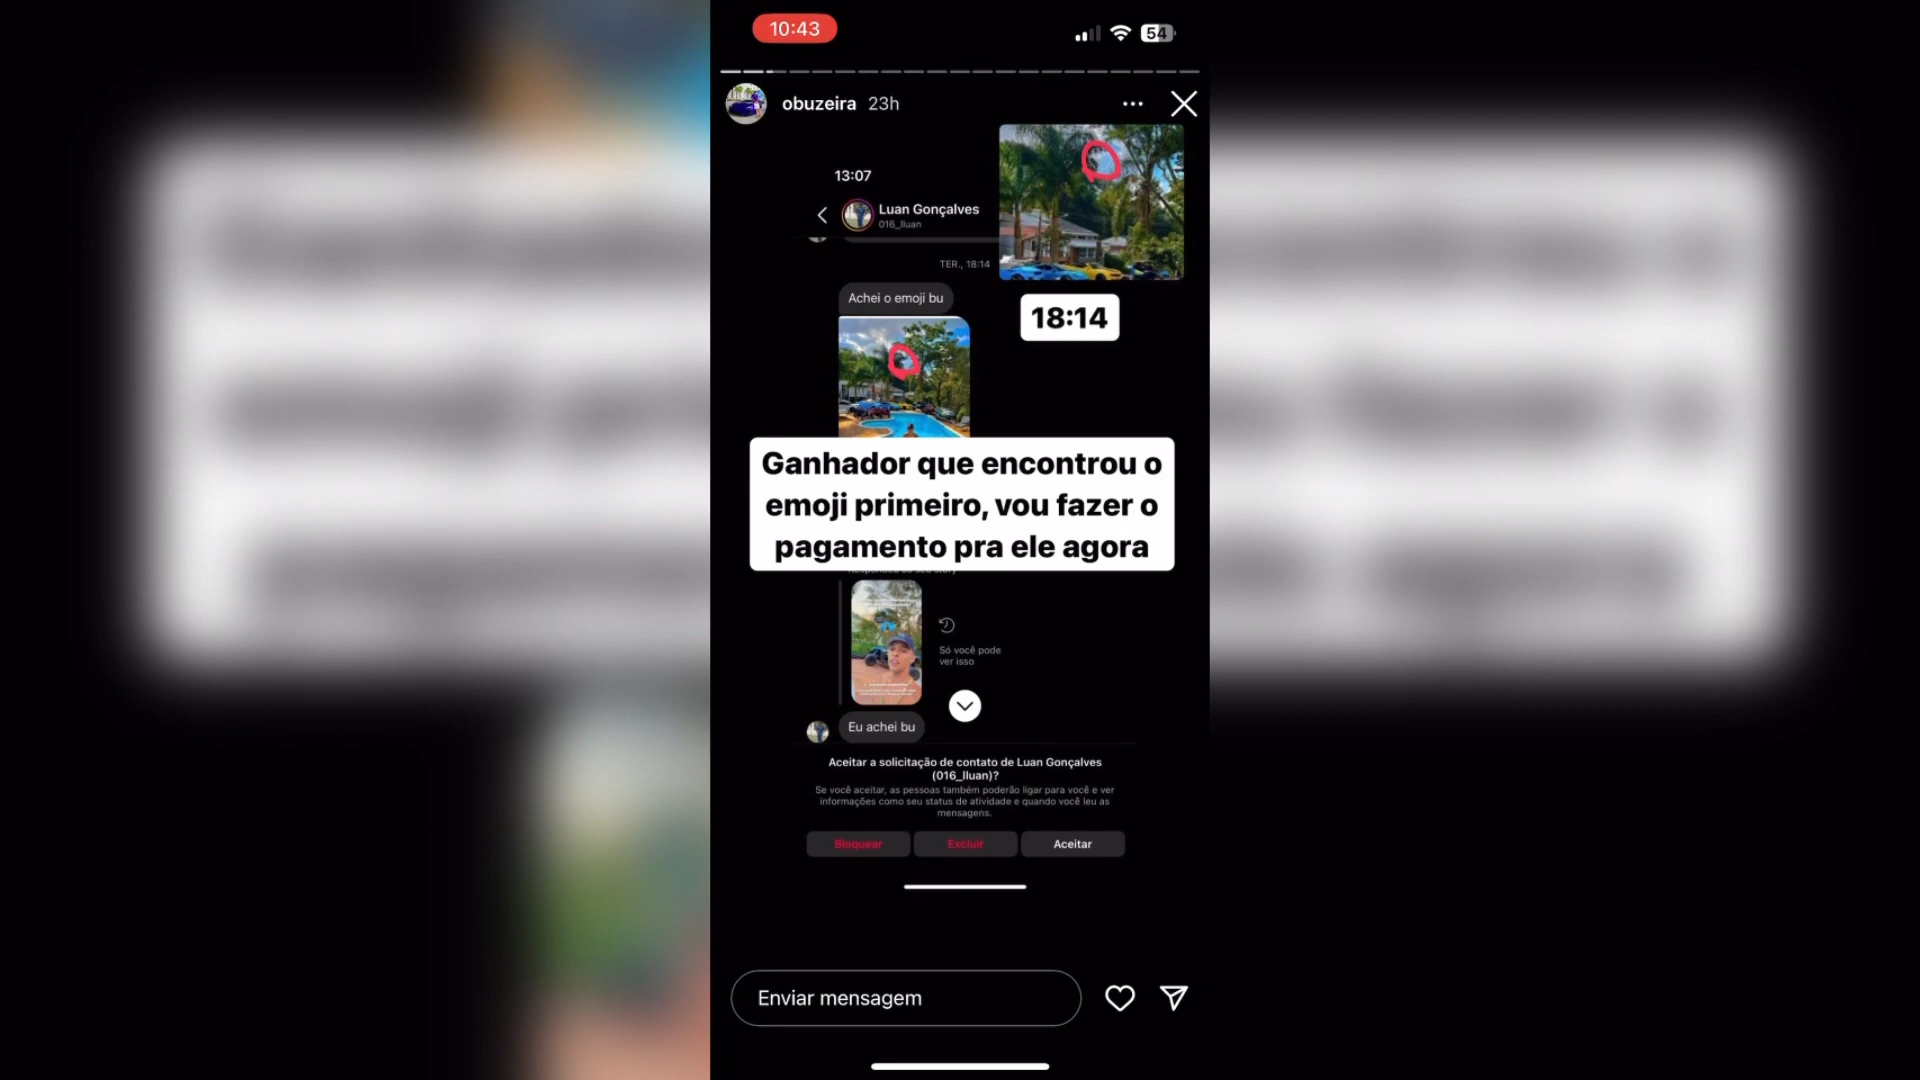 10:43
54
obuzeira 23h
13:07
Luan Gonçalves
016_lluan
TER., 18:14
Achei o emoji bu
18:14
Ganhador que encontrou o
emoji primeiro, vou fazer o
pagamento pra ele agora
Só você pode
ver isso
Eu achei bu
Aceitar a solicitação de contato de Luan Gonçalves
(016_lluan)?
Se você aceitar, as pessoas também poderão ligar para você e ver
informações como seu status de atividade e quando você leu as
mensagens.
Bloquear Excluir Aceitar
Enviar mensagem